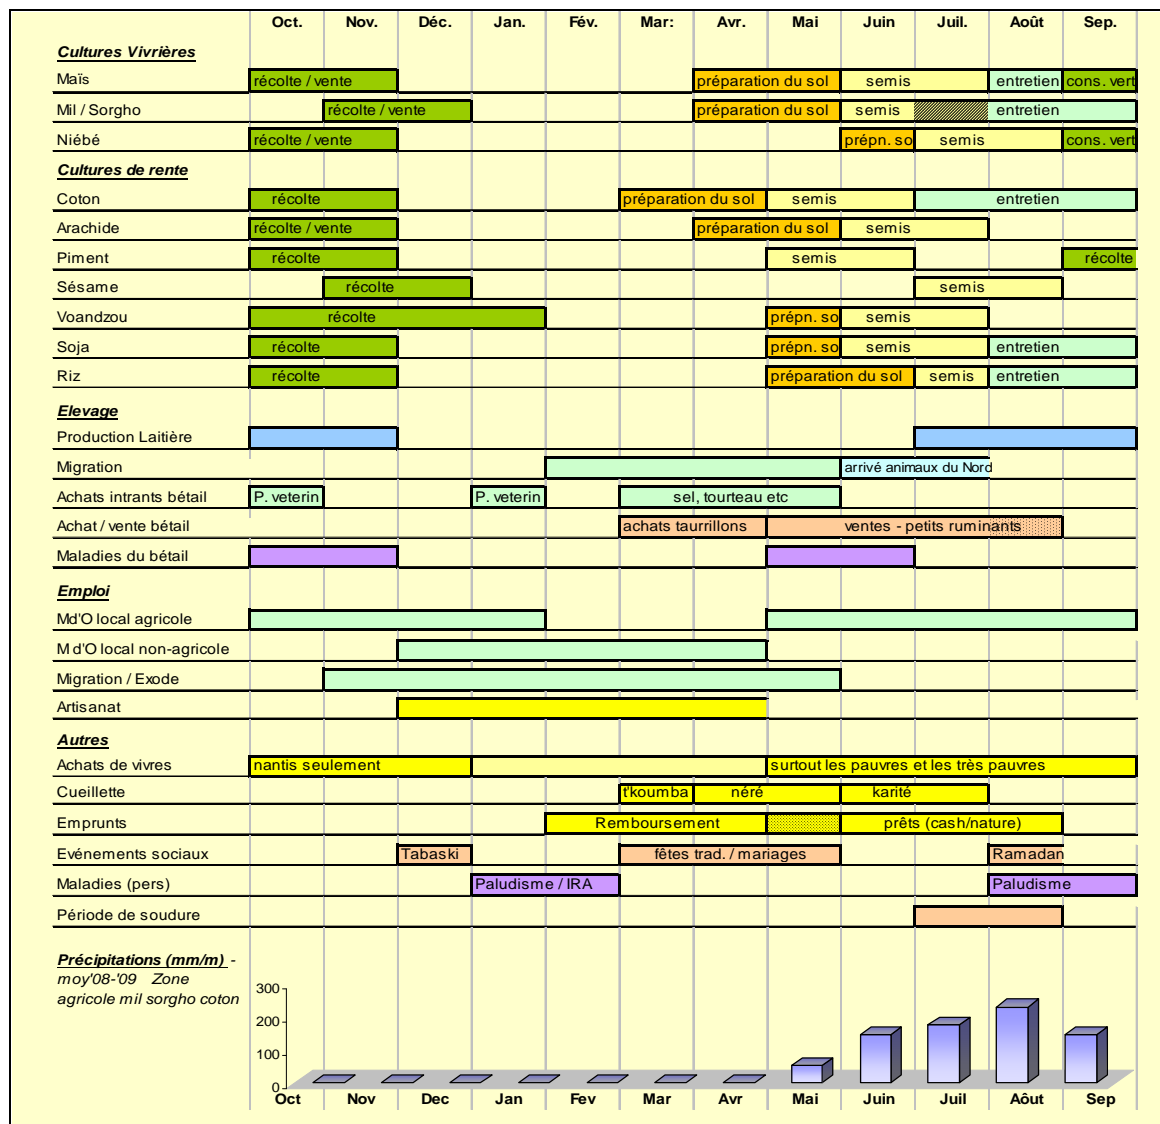 Oct. Nov. Déc. Jan. Fév. Mar: Avr. Mai Juin Juil. Août Sep.
Cultures Vivrières
Maïs récolte / vente préparation du sol semis entretien cons. vert
Mil / Sorgho récolte / vente préparation du sol semis entretien
Niébé récolte / vente prépn. so semis cons. vert
Cultures de rente
Coton récolte préparation du sol semis entretien
Arachide récolte / vente préparation du sol semis
Piment récolte semis récolte
Sésame récolte semis
Voandzou récolte prépn. so semis
Soja récolte prépn. so semis entretien
Riz récolte préparation du sol semis entretien
Elevage
Production Laitière
Migration arrivé animaux du Nord
Achats intrants bétail P. veterin P. veterin sel, tourteau etc
Achat / vente bétail achats taurrillons ventes - petits ruminants
Maladies du bétail
Emploi
Md'O local agricole
Md'O local non-agricole
Migration / Exode
Artisanat
Autres
Achats de vivres nantis seulement surtout les pauvres et les très pauvres
Cueillette t'koumba néré karité
Emprunts Remboursement prêts (cash/nature)
Evénements sociaux Tabaski fêtes trad. / mariages Ramadan
Maladies (pers) Paludisme / IRA Paludisme
Période de soudure
Précipitations (mm/m) -
moy'08-'09 Zone
agricole mil sorgho coton
300
200
100
0
Oct Nov Dec Jan Fev Mar Avr Mai Juin Juil Aôut Sep